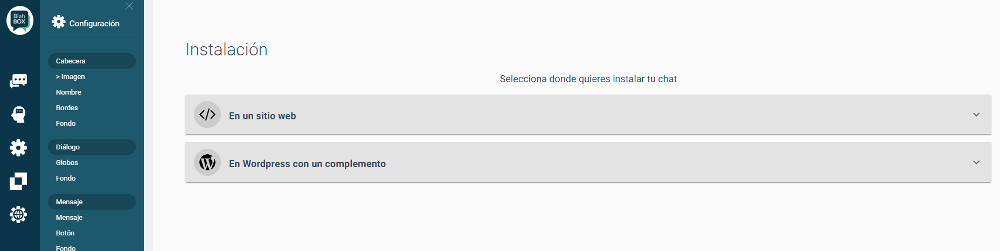 Blah
BOX
Configuración
Cabecera
> Imagen
Nombre
Bordes
Fondo
Diálogo
Globos
Fondo
Mensaje
Mensaje
Botón
Fondo
Instalación
Selecciona donde quieres instalar tu chat
En un sitio web
En Wordpress con un complemento